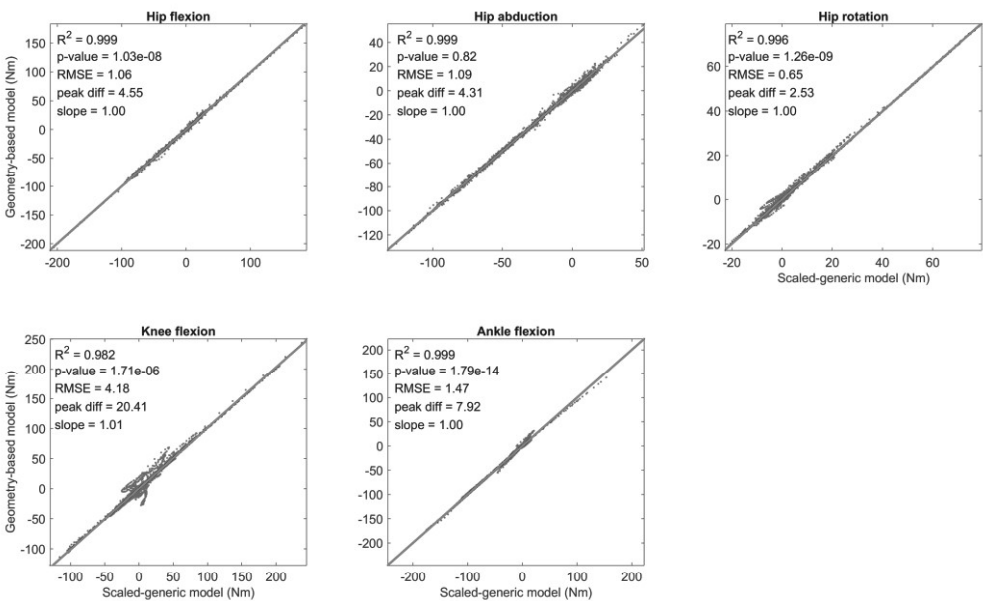 Hip flexion
R² = 0.999
p-value = 1.03e-08
RMSE = 1.06
peak diff = 4.55
slope = 1.00
Geometry-based model (Nm)
150
100
50
0
-50
-100
-150
-200
-200 -100 0 100
Hip abduction
R² = 0.999
p-value = 0.82
RMSE = 1.09
peak diff = 4.31
slope = 1.00
40
20
0
-20
-40
-60
-80
-100
-120
-100 -50 0 50
Hip rotation
R² = 0.996
p-value = 1.26e-09
RMSE = 0.65
peak diff = 2.53
slope = 1.00
60
40
20
0
-20
-20 0 20 40 60
Scaled-generic model (Nm)
Knee flexion
R² = 0.982
p-value = 1.71e-06
RMSE = 4.18
peak diff = 20.41
slope = 1.01
Geometry-based model (Nm)
250
200
150
100
50
0
-50
-100
-100 -50 0 50 100 150 200
Scaled-generic model (Nm)
Ankle flexion
R² = 0.999
p-value = 1.79e-14
RMSE = 1.47
peak diff = 7.92
slope = 1.00
200
150
100
50
0
-50
-100
-150
-200
-200 -100 0 100 200
Scaled-generic model (Nm)